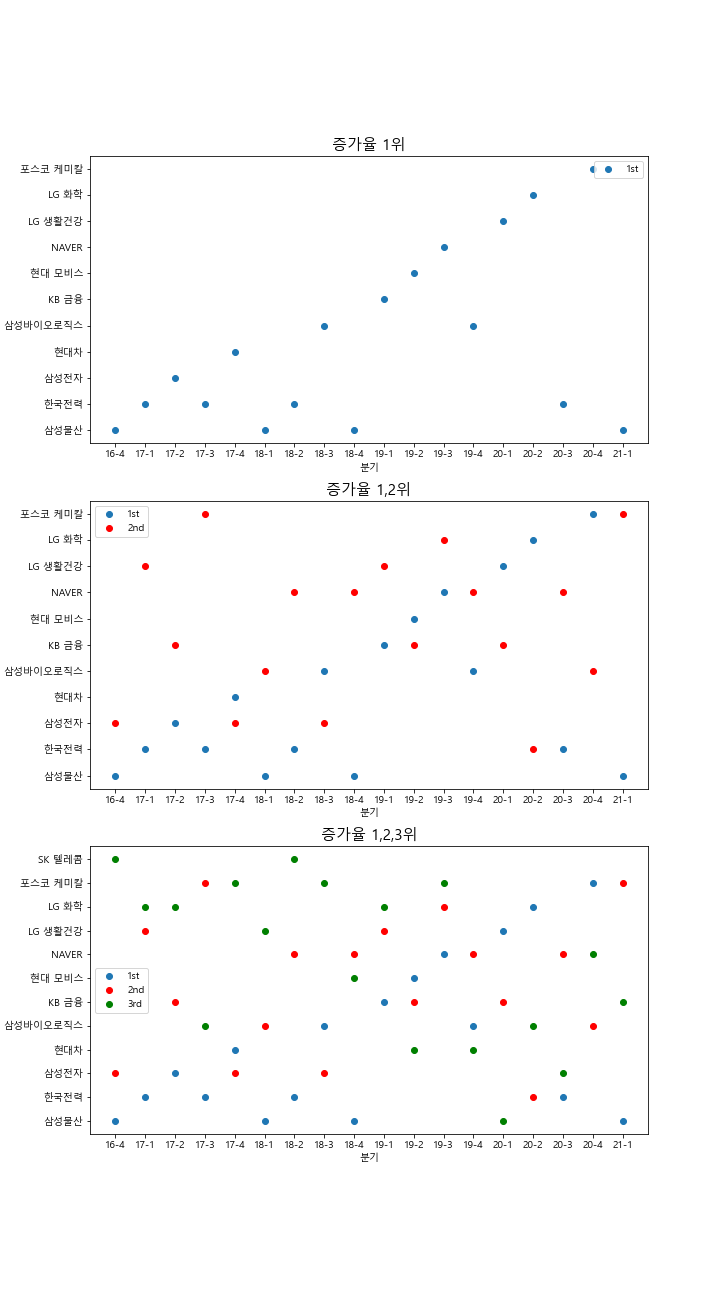 증가율 1위
포스코 케미칼
1st
LG 화학
LG 생활건강
NAVER
현대 모비스
KB 금융
삼성바이오로직스
현대차
삼성전자
한국전력
삼성물산
16-4 17-1 17-2 17-3 17-4 18-1 18-2 18-3 18-4 19-1 19-2 19-3 19-4 20-1 20-2 20-3 20-4 21-1
분기
증가율 1,2위
포스코 케미칼
1st
2nd
LG 화학
LG 생활건강
NAVER
현대 모비스
KB 금융
삼성바이오로직스
현대차
삼성전자
한국전력
삼성물산
16-4 17-1 17-2 17-3 17-4 18-1 18-2 18-3 18-4 19-1 19-2 19-3 19-4 20-1 20-2 20-3 20-4 21-1
분기
증가율 1,2,3위
SK 텔레콤
포스코 케미칼
LG 화학
LG 생활건강
NAVER
현대 모비스
1st
2nd
3rd
KB 금융
삼성바이오로직스
현대차
삼성전자
한국전력
삼성물산
16-4 17-1 17-2 17-3 17-4 18-1 18-2 18-3 18-4 19-1 19-2 19-3 19-4 20-1 20-2 20-3 20-4 21-1
분기